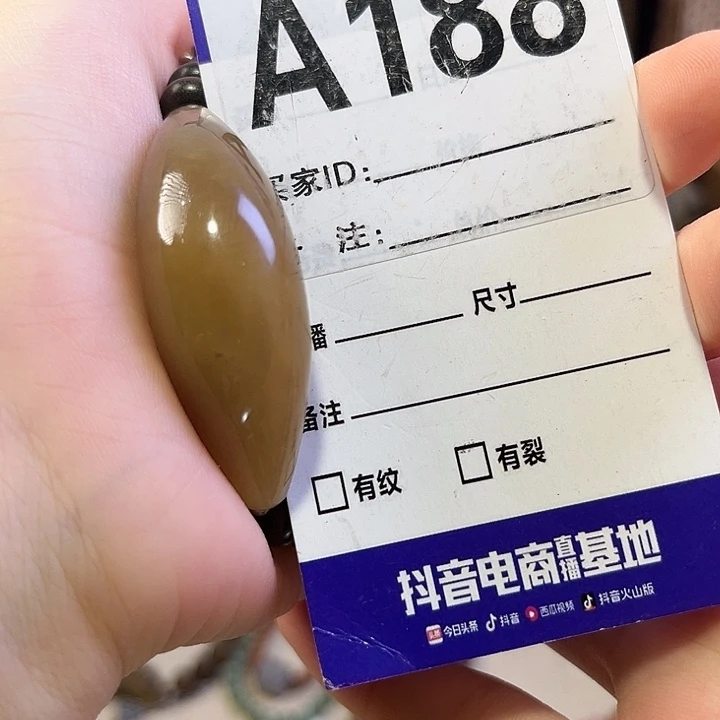 A188
买家ID:
注:
播 尺寸
备注
有纹 有裂
抖音电商直播基地
今日头条 抖音 西瓜视频 抖音火山版